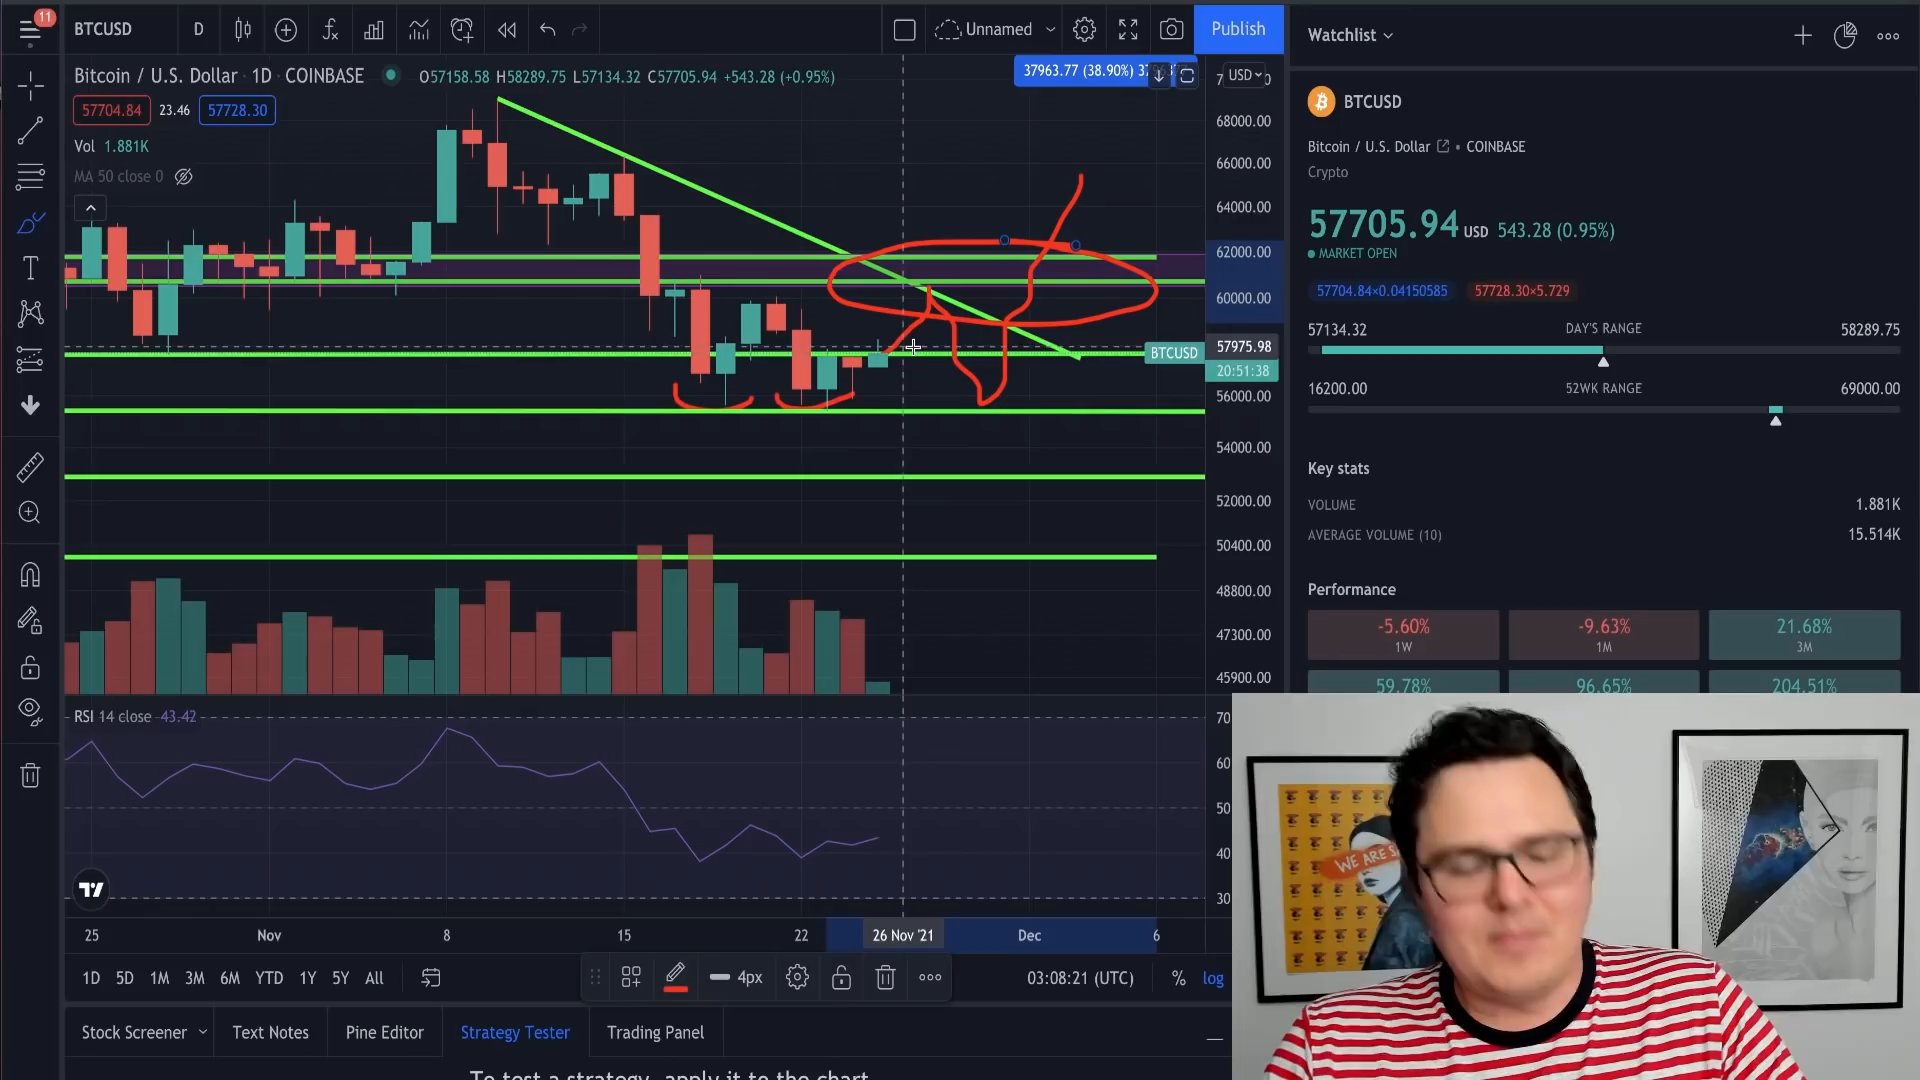 11
BTCUSD D Unnamed Publish
Bitcoin / U.S. Dollar · 1D · COINBASE O57158.58 H58289.75 L57134.32 C57705.94 +543.28 (+0.95%)
37963.77 (38.90%)
USD
57704.84 23.46 57728.30
Vol 1.881K
MA 50 close 0
68000.00
66000.00
64000.00
62000.00
60000.00
57975.98
BTCUSD
20:51:38
56000.00
54000.00
52000.00
50400.00
48800.00
47300.00
45900.00
RSI 14 close 43.42
70
60
50
40
30
25 Nov 8 15 22 26 Nov '21 Dec 6
1D 5D 1M 3M 6M YTD 1Y 5Y All
4px
03:08:21 (UTC) % log
Stock Screener Text Notes Pine Editor Strategy Tester Trading Panel
To test a strategy, apply it to the chart
Watchlist
BTCUSD
Bitcoin / U.S. Dollar • COINBASE
Crypto
57705.94 USD 543.28 (0.95%)
MARKET OPEN
57704.84×0.04150585 57728.30×5.729
57134.32 DAY'S RANGE 58289.75
16200.00 52WK RANGE 69000.00
Key stats
VOLUME 1.881K
AVERAGE VOLUME (10) 15.514K
Performance
-5.60% -9.63% 21.68%
1W 1M 3M
59.78% 96.65% 204.51%
WE ARE